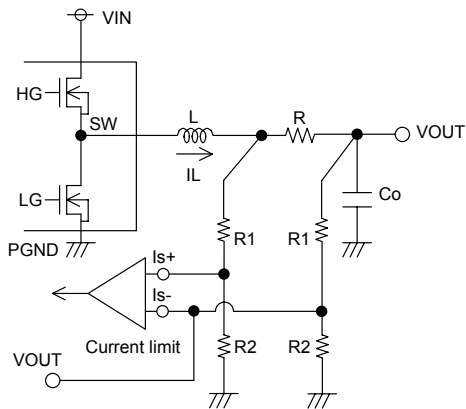 VIN
HG
SW
L
R
VOUT
IL
LG
Co
PGND
R1
R1
Is+
Is-
Current limit
R2
R2
VOUT